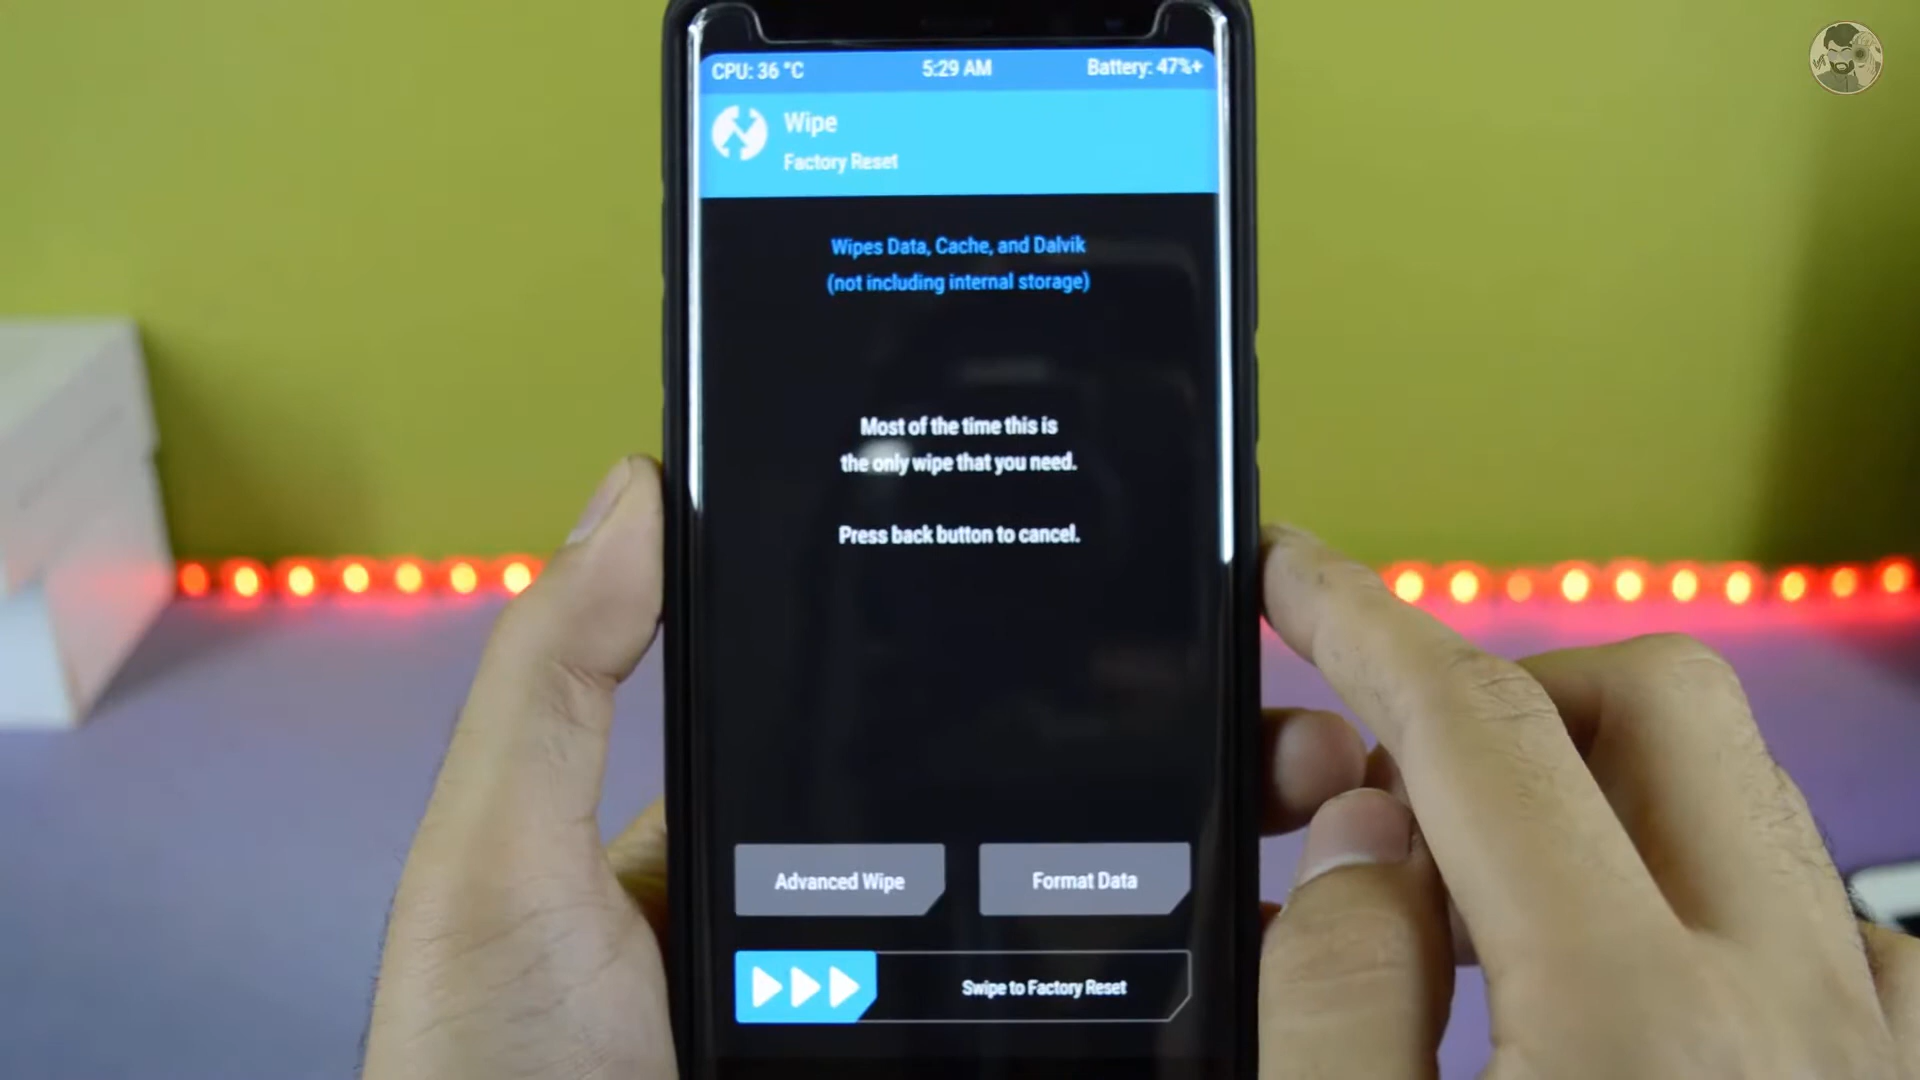 CPU: 36 °C 5:29 AM Battery: 47%+
Wipe
Factory Reset
Wipes Data, Cache, and Dalvik
(not including internal storage)
Most of the time this is
the only wipe that you need.
Press back button to cancel.
Advanced Wipe Format Data
Swipe to Factory Reset